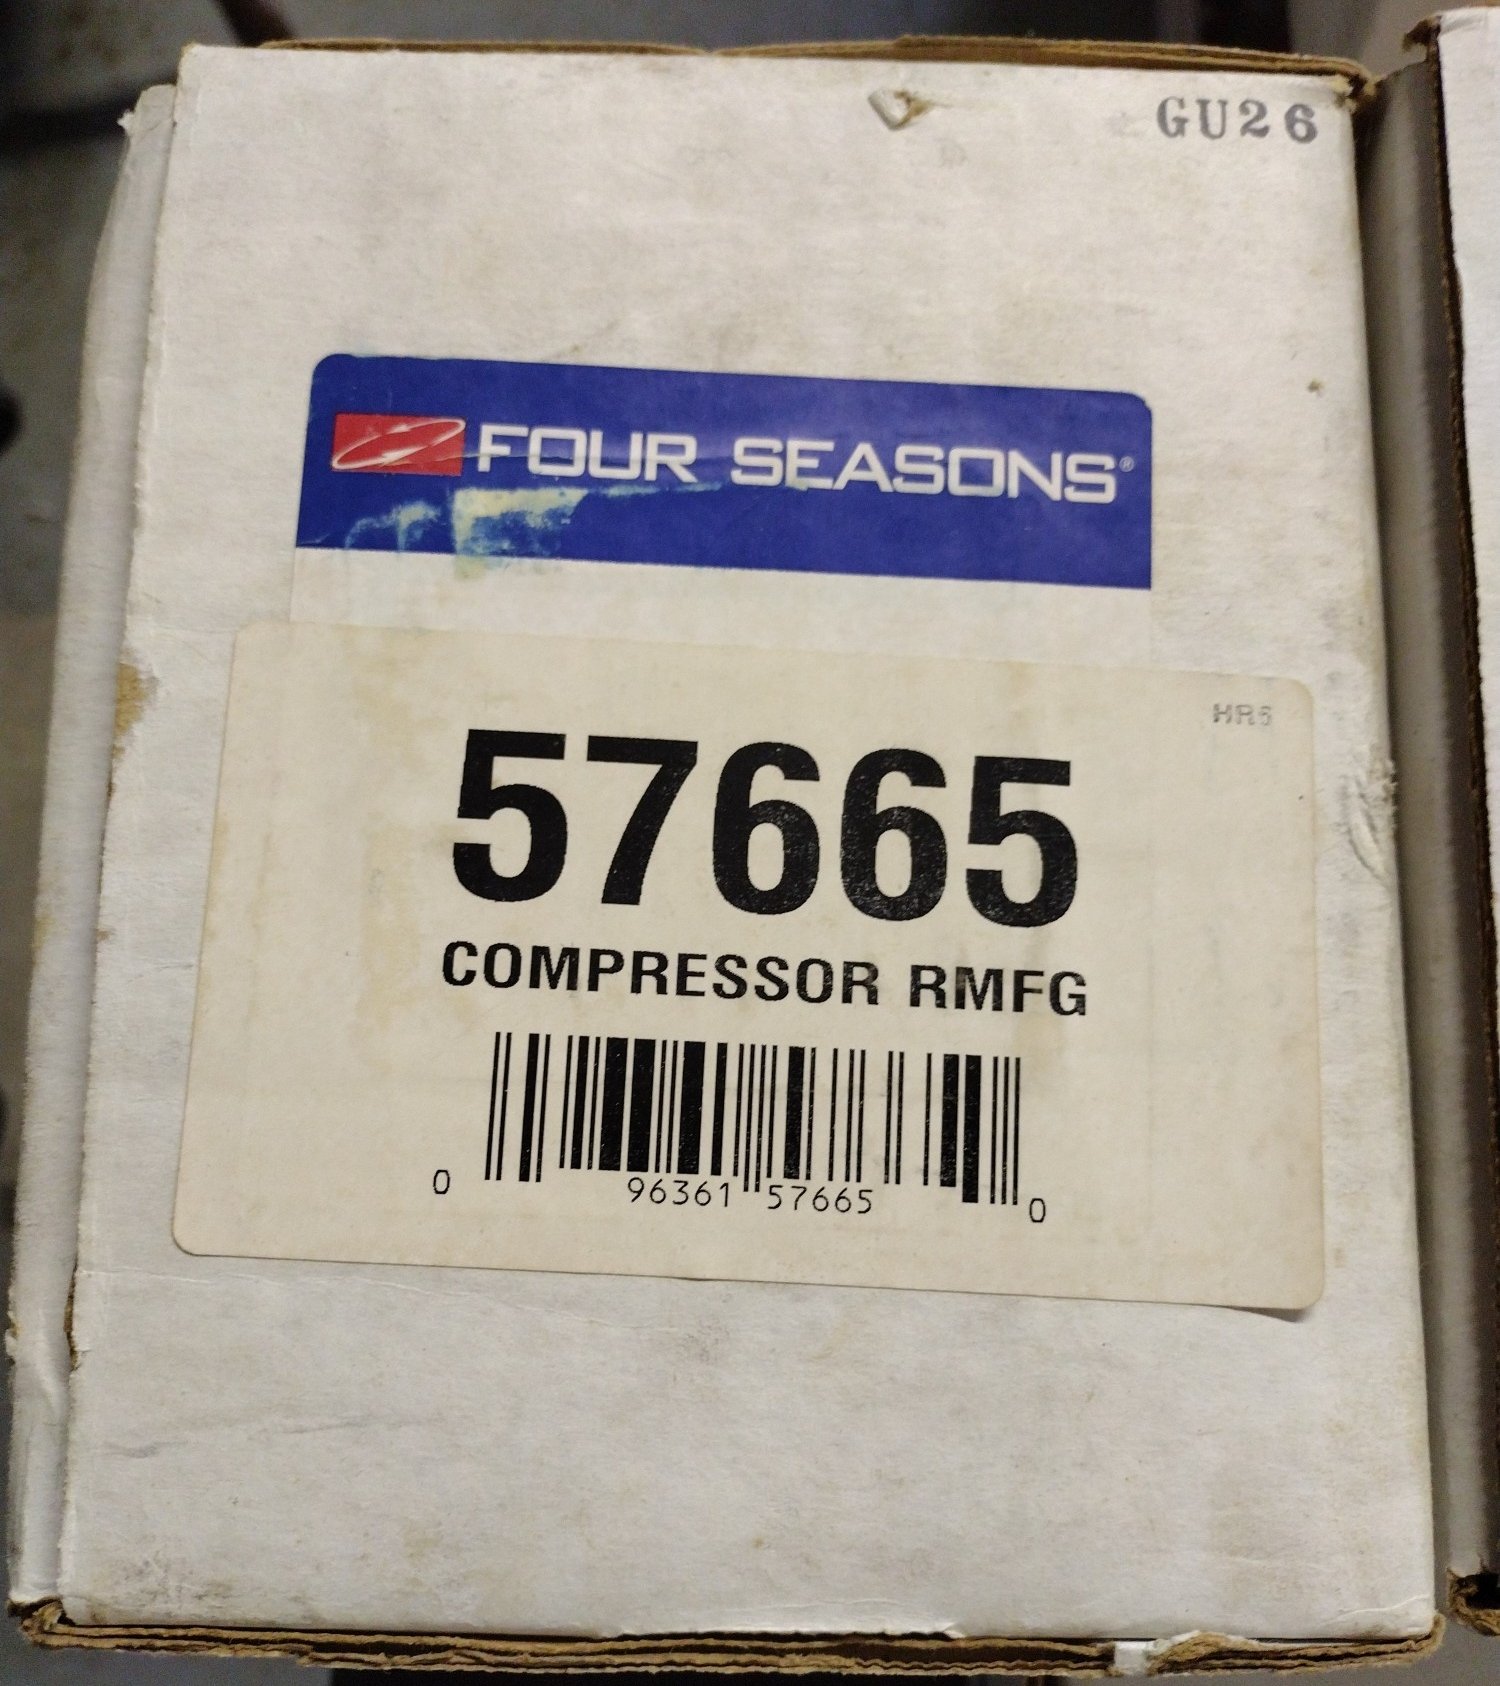 GU26
FOUR SEASONS®
HR6
57665
COMPRESSOR RMFG
0 96361 57665 0